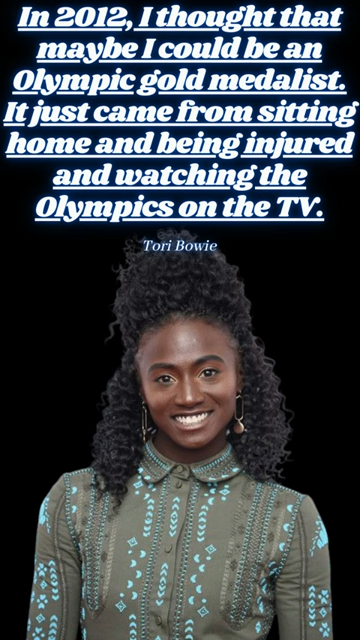 In 2012, I thought that
maybe I could be an
Olympic gold medalist.
It just came from sitting
home and being injured
and watching the
Olympics on the TV.
Tori Bowie